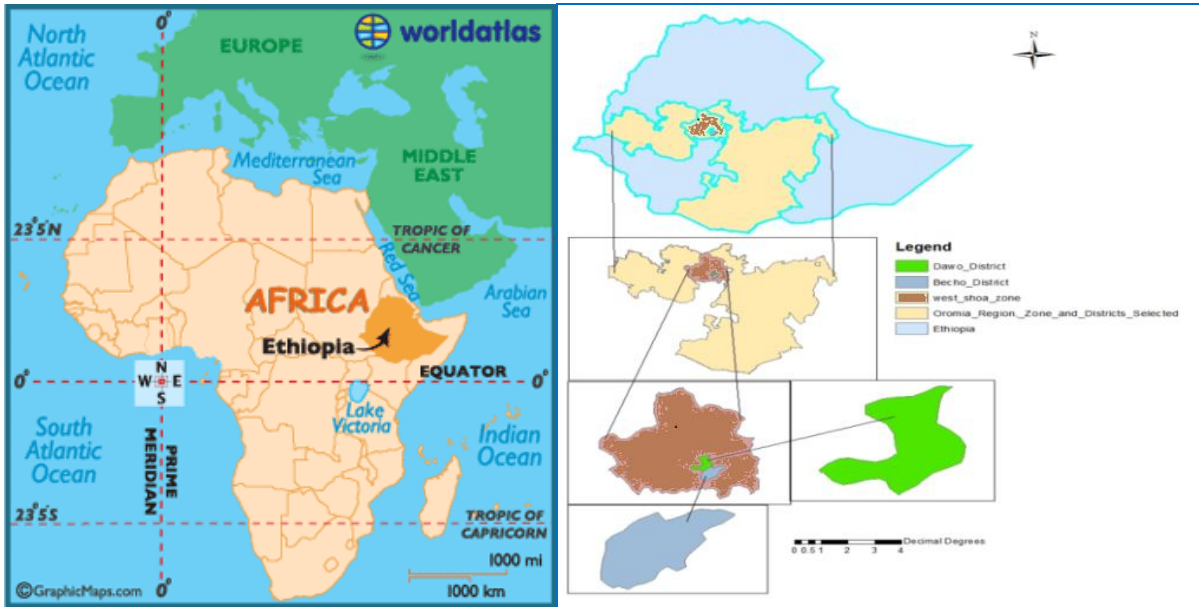 North
Atlantic
Ocean
0°
EUROPE
worldatlas
Mediterranean
Sea
MIDDLE
EAST
23°5'N
TROPIC OF
CANCER
Red Sea
Arabian
Sea
AFRICA
Ethiopia
EQUATOR
N
W E
S
0°
0°
Lake
Victoria
South
Atlantic
Ocean
PRIME
MERIDIAN
Indian
Ocean
23°5'S
TROPIC OF
CAPRICORN
1000 mi
1000 km
©GraphicMaps.com
0°
N
Legend
Dawo_District
Becho_District
west_shoa_zone
Oromia_Region._Zone_and_Districts_Selected
Ethiopia
0 0.5 1 2 3 4 Decimal Degrees